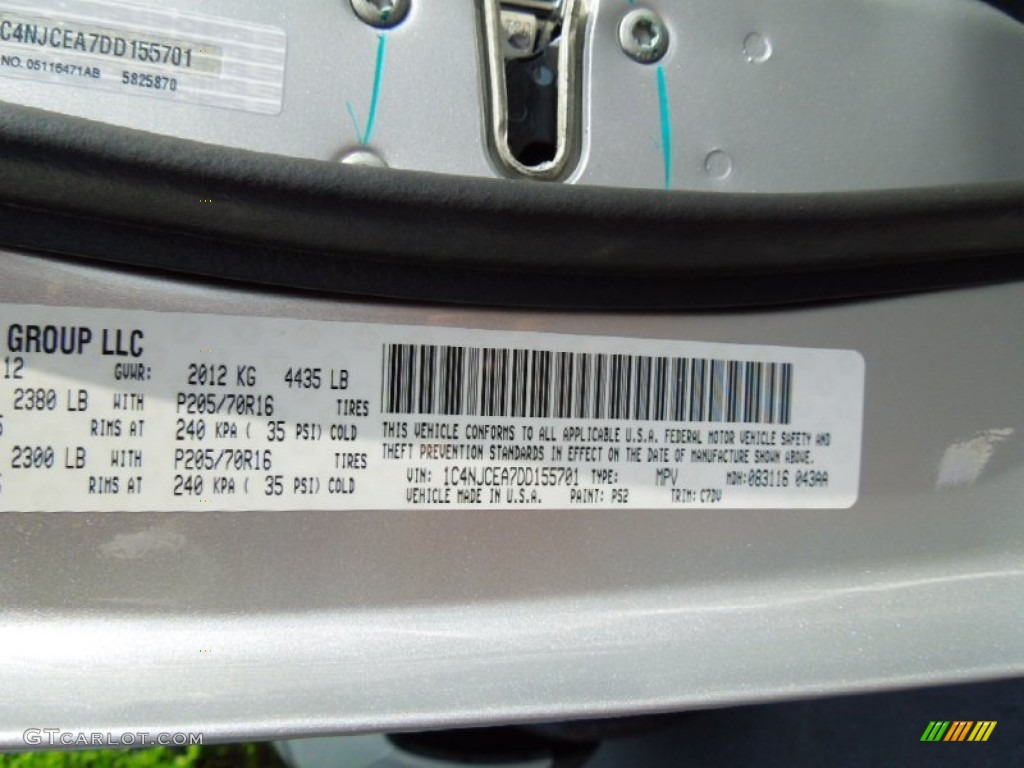 C4NJCEA7DD155701
NO. 05116471AB 5825870
GROUP LLC
12 GVWR: 2012 KG 4435 LB
2380 LB WITH P205/70R16 TIRES
RIMS AT 240 KPA ( 35 PSI) COLD
2300 LB WITH P205/70R16 TIRES
RIMS AT 240 KPA ( 35 PSI) COLD
THIS VEHICLE CONFORMS TO ALL APPLICABLE U.S.A. FEDERAL MOTOR VEHICLE SAFETY AND
THEFT PREVENTION STANDARDS IN EFFECT ON THE DATE OF MANUFACTURE SHOWN ABOVE.
VIN: 1C4NJCEA7DD155701 TYPE: MPV MDH:083116 043AA
VEHICLE MADE IN U.S.A. PAINT: PS2 TRIM: C7DV
GTCARLOT.COM